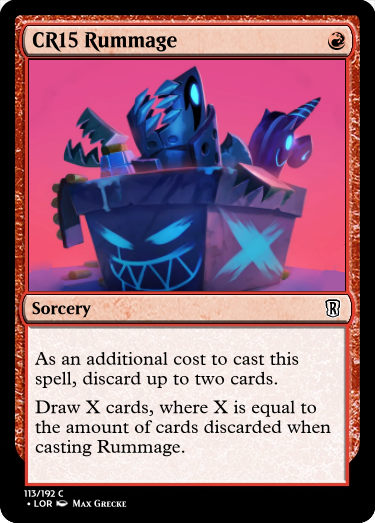 CR15 Rummage
Sorcery
R
As an additional cost to cast this
spell, discard up to two cards.
Draw X cards, where X is equal to
the amount of cards discarded when
casting Rummage.
113/192 C
• LOR Max Grecke